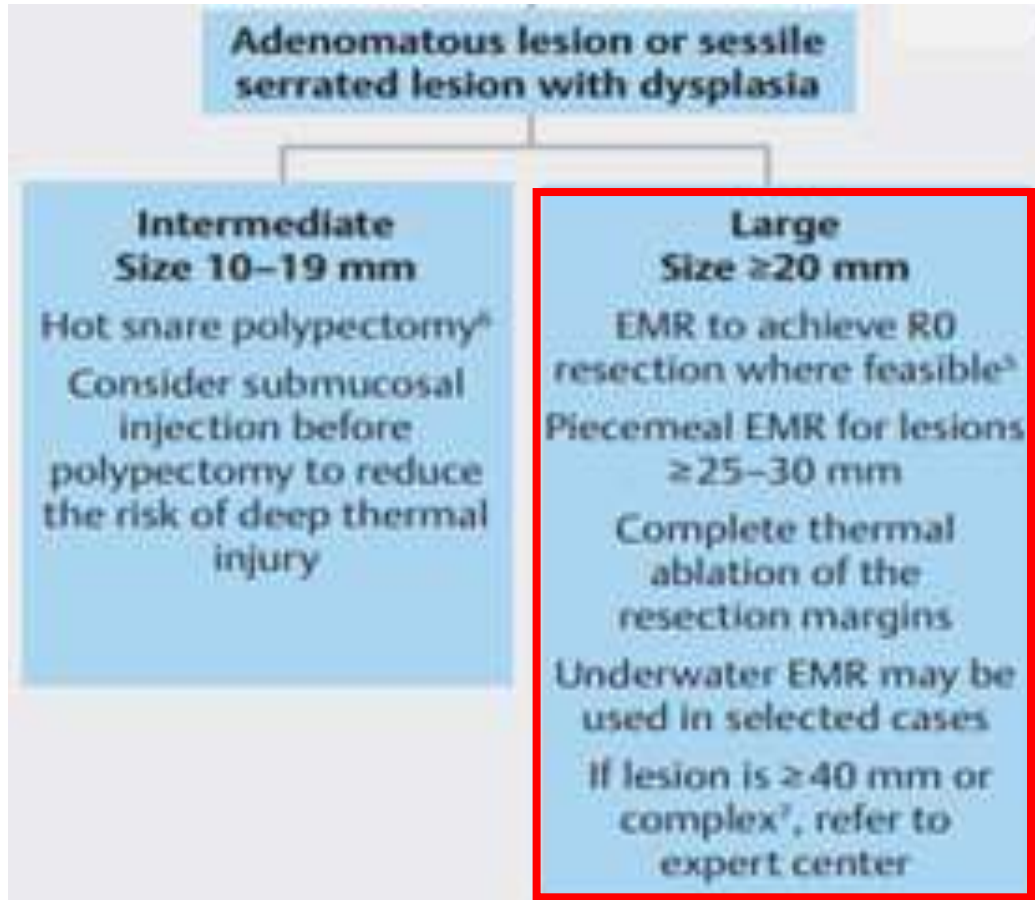 Adenomatous lesion or sessile
serrated lesion with dysplasia
Intermediate
Size 10–19 mm
Hot snare polypectomy⁶
Consider submucosal
injection before
polypectomy to reduce
the risk of deep thermal
injury
Large
Size ≥20 mm
EMR to achieve R0
resection where feasible⁵
Piecemeal EMR for lesions
≥25–30 mm
Complete thermal
ablation of the
resection margins
Underwater EMR may be
used in selected cases
If lesion is ≥40 mm or
complex⁷, refer to
expert center